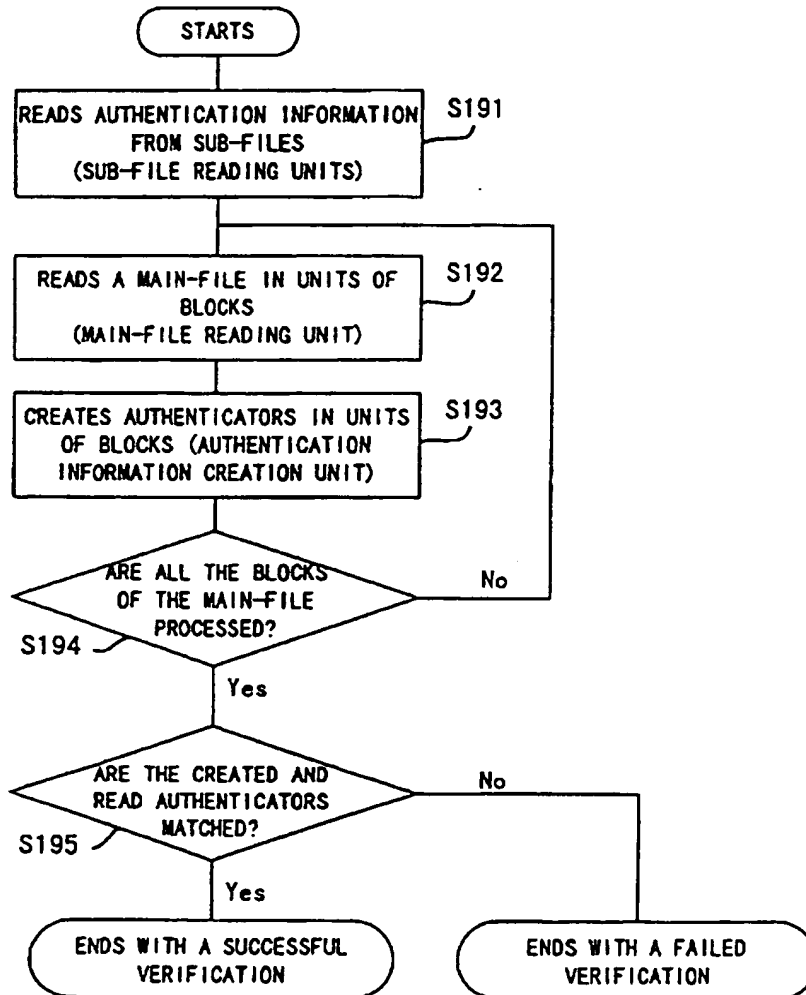 STARTS
READS AUTHENTICATION INFORMATION
FROM SUB-FILES
(SUB-FILE READING UNITS)
S191
READS A MAIN-FILE IN UNITS OF
BLOCKS
(MAIN-FILE READING UNIT)
S192
CREATES AUTHENTICATORS IN UNITS
OF BLOCKS (AUTHENTICATION
INFORMATION CREATION UNIT)
S193
ARE ALL THE BLOCKS
OF THE MAIN-FILE
PROCESSED?
No
S194
Yes
ARE THE CREATED AND
READ AUTHENTICATORS
MATCHED?
No
S195
Yes
ENDS WITH A SUCCESSFUL
VERIFICATION
ENDS WITH A FAILED
VERIFICATION